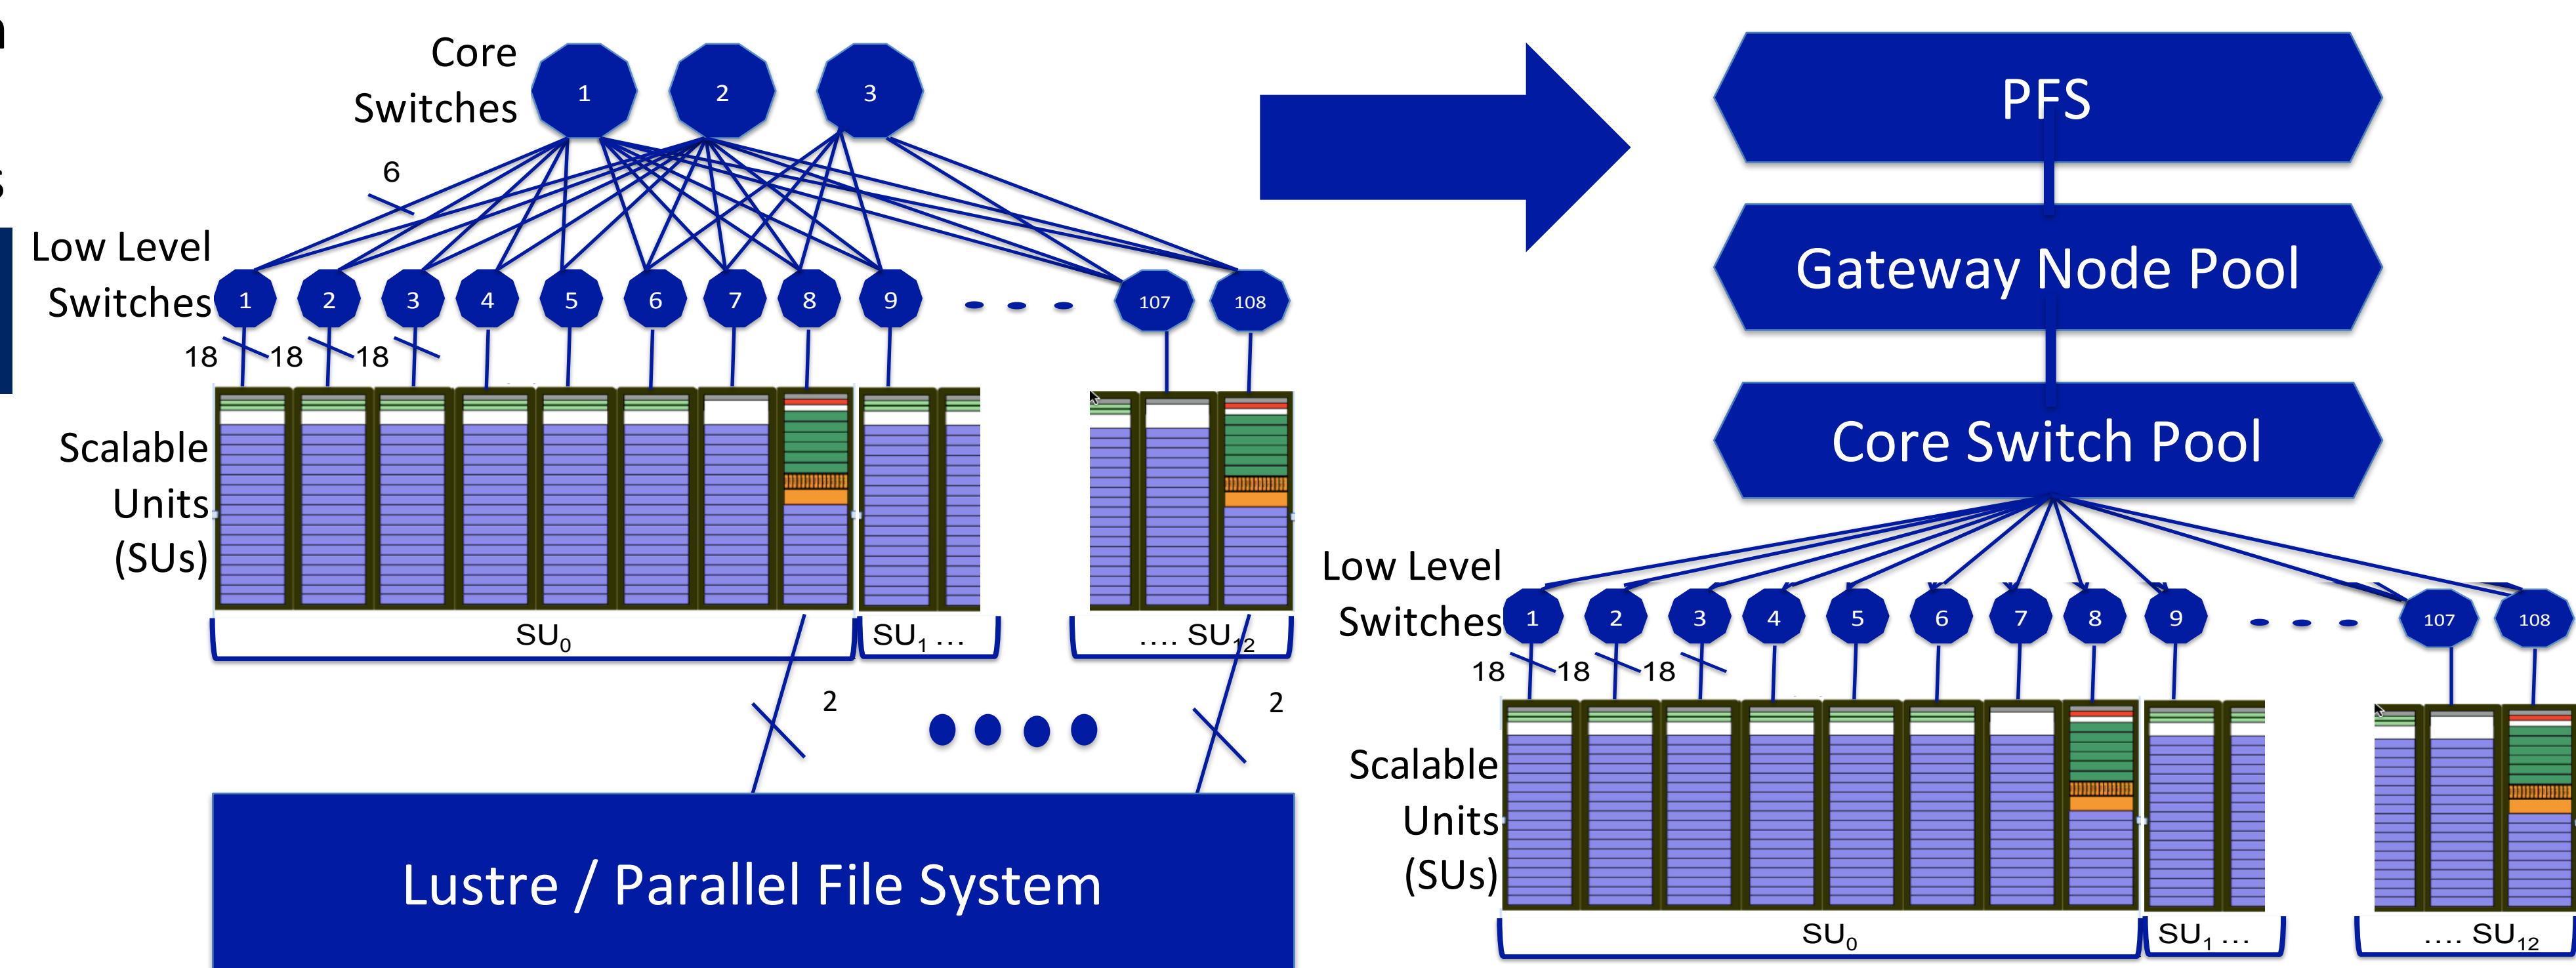 n
s
Core
Switches
1
2
3
6
Low Level
Switches
1
2
3
4
5
6
7
8
9
- - -
107
108
18
18
18
Scalable
Units
(SUs)
SU0
SU1 ...
.... SU12
2
2
Lustre / Parallel File System
PFS
Gateway Node Pool
Core Switch Pool
Low Level
Switches
1
2
3
4
5
6
7
8
9
- - -
107
108
18
18
18
Scalable
Units
(SUs)
SU0
SU1 ...
.... SU12